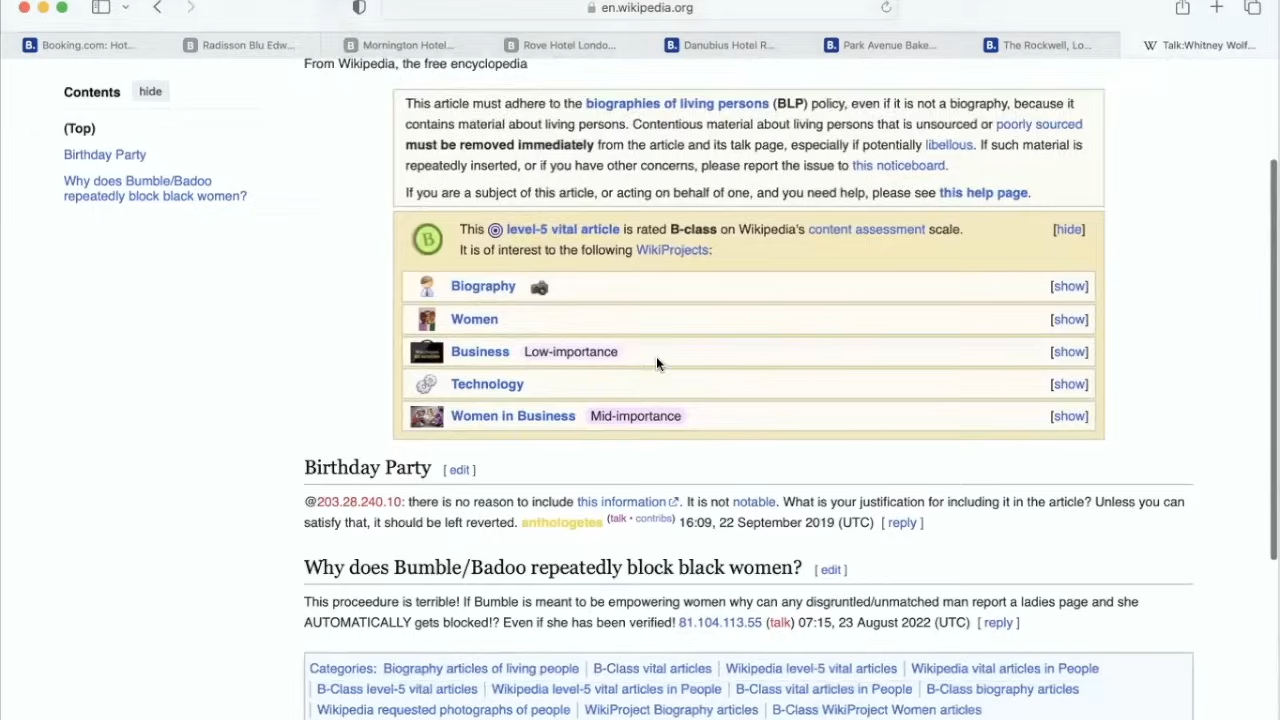 en.wikipedia.org
Booking.com: Hot...
Radisson Blu Edw...
Mornington Hotel...
Rove Hotel Londo...
Danubius Hotel R...
Park Avenue Bake...
The Rockwell, Lo...
Talk:Whitney Wolf...
From Wikipedia, the free encyclopedia
Contents hide
(Top)
Birthday Party
Why does Bumble/Badoo
repeatedly block black women?
This article must adhere to the biographies of living persons (BLP) policy, even if it is not a biography, because it
contains material about living persons. Contentious material about living persons that is unsourced or poorly sourced
must be removed immediately from the article and its talk page, especially if potentially libellous. If such material is
repeatedly inserted, or if you have other concerns, please report the issue to this noticeboard.
If you are a subject of this article, or acting on behalf of one, and you need help, please see this help page.
B
This level-5 vital article is rated B-class on Wikipedia's content assessment scale. [hide]
It is of interest to the following WikiProjects:
Biography [show]
Women [show]
Business Low-importance [show]
Technology [show]
Women in Business Mid-importance [show]
Birthday Party [ edit ]
@203.28.240.10: there is no reason to include this information. It is not notable. What is your justification for including it in the article? Unless you can
satisfy that, it should be left reverted. anthologetes (talk • contribs) 16:09, 22 September 2019 (UTC) [ reply ]
Why does Bumble/Badoo repeatedly block black women? [ edit ]
This proceedure is terrible! If Bumble is meant to be empowering women why can any disgruntled/unmatched man report a ladies page and she
AUTOMATICALLY gets blocked!? Even if she has been verified! 81.104.113.55 (talk) 07:15, 23 August 2022 (UTC) [ reply ]
Categories: Biography articles of living people | B-Class vital articles | Wikipedia level-5 vital articles | Wikipedia vital articles in People
| B-Class level-5 vital articles | Wikipedia level-5 vital articles in People | B-Class vital articles in People | B-Class biography articles
| Wikipedia requested photographs of people | WikiProject Biography articles | B-Class WikiProject Women articles